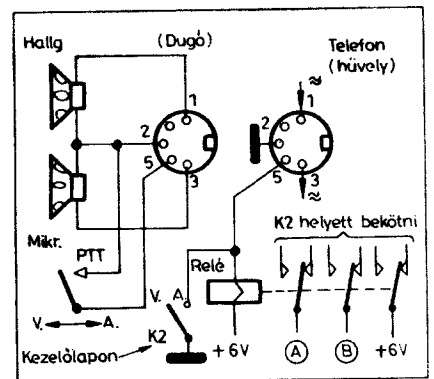 Hallg
(Dugó)
Telefon
(hüvely)
≈
1
2
5
3
1
2
5
3
≈
K2 helyett bekötni
Mikr.
PTT
Relé
V. A.
V. A.
K2
Kezelőlapon
+6V
A
B
+6V